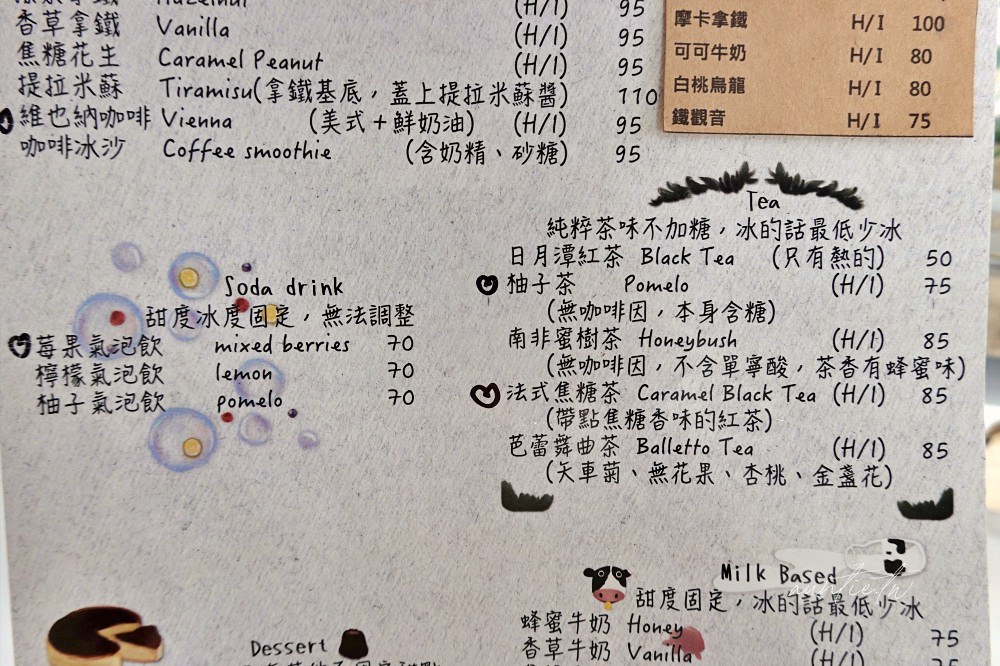 Hazelnut (H/I) 95
香草拿鐵 Vanilla (H/I) 95
焦糖花生 Caramel Peanut (H/I) 95
提拉米蘇 Tiramisu(拿鐵基底，蓋上提拉米蘇醬) 110
維也納咖啡 Vienna (美式+鮮奶油) (H/I) 95
咖啡冰沙 Coffee smoothie (含奶精、砂糖) 95
摩卡拿鐵 H/I 100
可可牛奶 H/I 80
白桃烏龍 H/I 80
鐵觀音 H/I 75
Soda drink
甜度冰度固定，無法調整
莓果氣泡飲 mixed berries 70
檸檬氣泡飲 lemon 70
柚子氣泡飲 pomelo 70
Tea
純粹茶味不加糖，冰的話最低少冰
日月潭紅茶 Black Tea (只有熱的) 50
柚子茶 Pomelo (H/I) 75
(無咖啡因，本身含糖)
南非蜜樹茶 Honeybush (H/I) 85
(無咖啡因，不含單寧酸，茶香有蜂蜜味)
法式焦糖茶 Caramel Black Tea (H/I) 85
(帶點焦糖香味的紅茶)
芭蕾舞曲茶 Balletto Tea (H/I) 85
(矢車菊、無花果、杏桃、金盞花)
Milk Based
甜度固定，冰的話最低少冰
蜂蜜牛奶 Honey (H/I) 75
香草牛奶 Vanilla (H/I)
Dessert